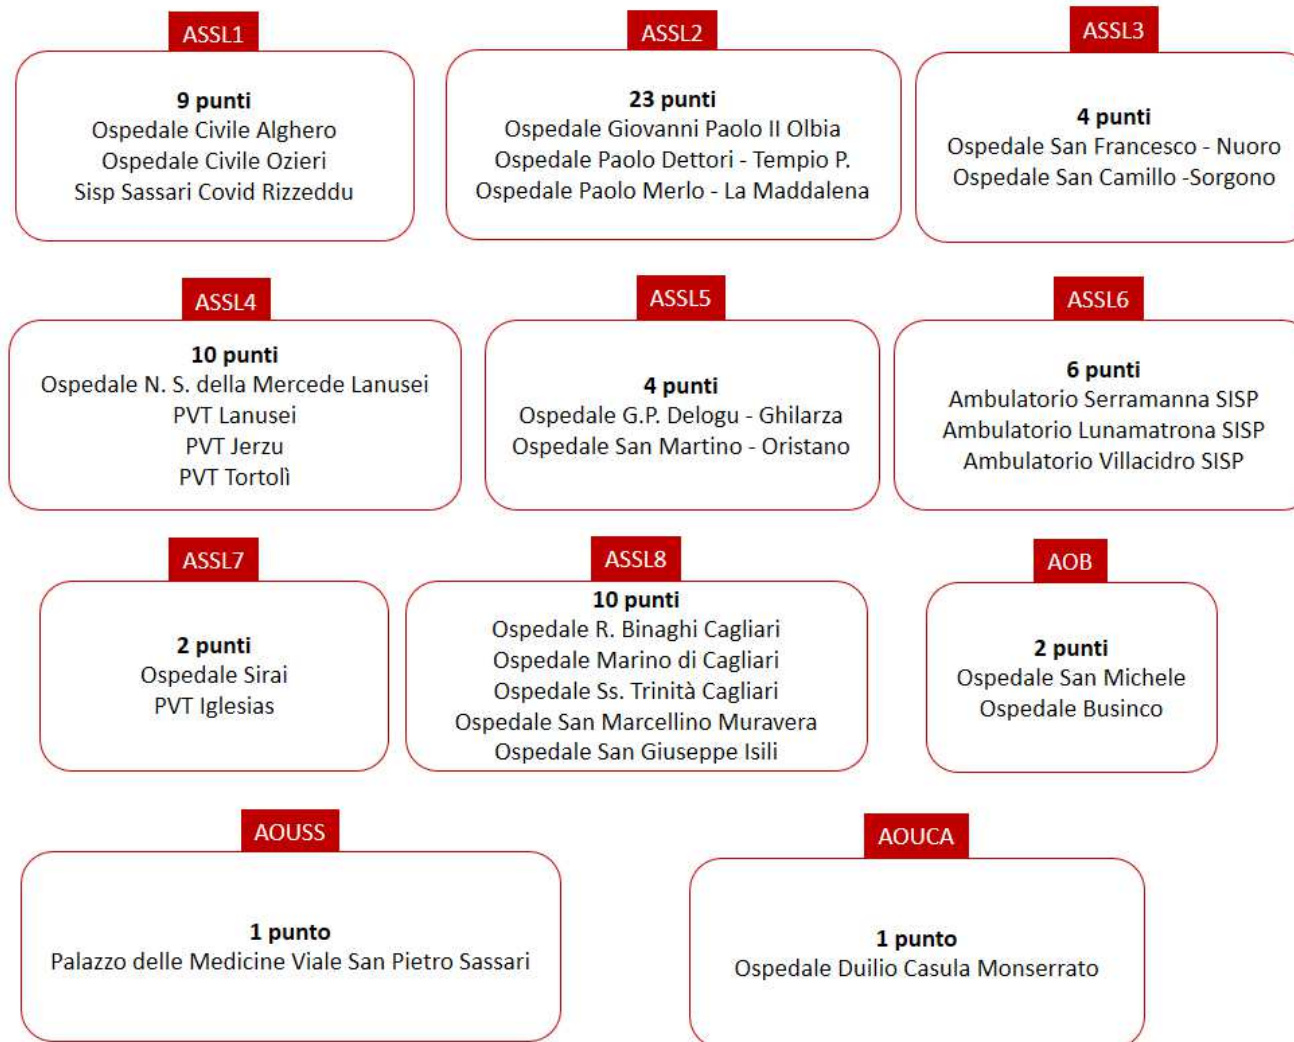 ASSL1
9 punti
Ospedale Civile Alghero
Ospedale Civile Ozieri
Sisp Sassari Covid Rizzeddu
ASSL2
23 punti
Ospedale Giovanni Paolo II Olbia
Ospedale Paolo Dettori - Tempio P.
Ospedale Paolo Merlo - La Maddalena
ASSL3
4 punti
Ospedale San Francesco - Nuoro
Ospedale San Camillo -Sorgono
ASSL4
10 punti
Ospedale N. S. della Mercede Lanusei
PVT Lanusei
PVT Jerzu
PVT Tortolì
ASSL5
4 punti
Ospedale G.P. Delogu - Ghilarza
Ospedale San Martino - Oristano
ASSL6
6 punti
Ambulatorio Serramanna SISP
Ambulatorio Lunamatrona SISP
Ambulatorio Villacidro SISP
ASSL7
2 punti
Ospedale Sirai
PVT Iglesias
ASSL8
10 punti
Ospedale R. Binaghi Cagliari
Ospedale Marino di Cagliari
Ospedale Ss. Trinità Cagliari
Ospedale San Marcellino Muravera
Ospedale San Giuseppe Isili
AOB
2 punti
Ospedale San Michele
Ospedale Businco
AOUSS
1 punto
Palazzo delle Medicine Viale San Pietro Sassari
AOUCA
1 punto
Ospedale Duilio Casula Monserrato